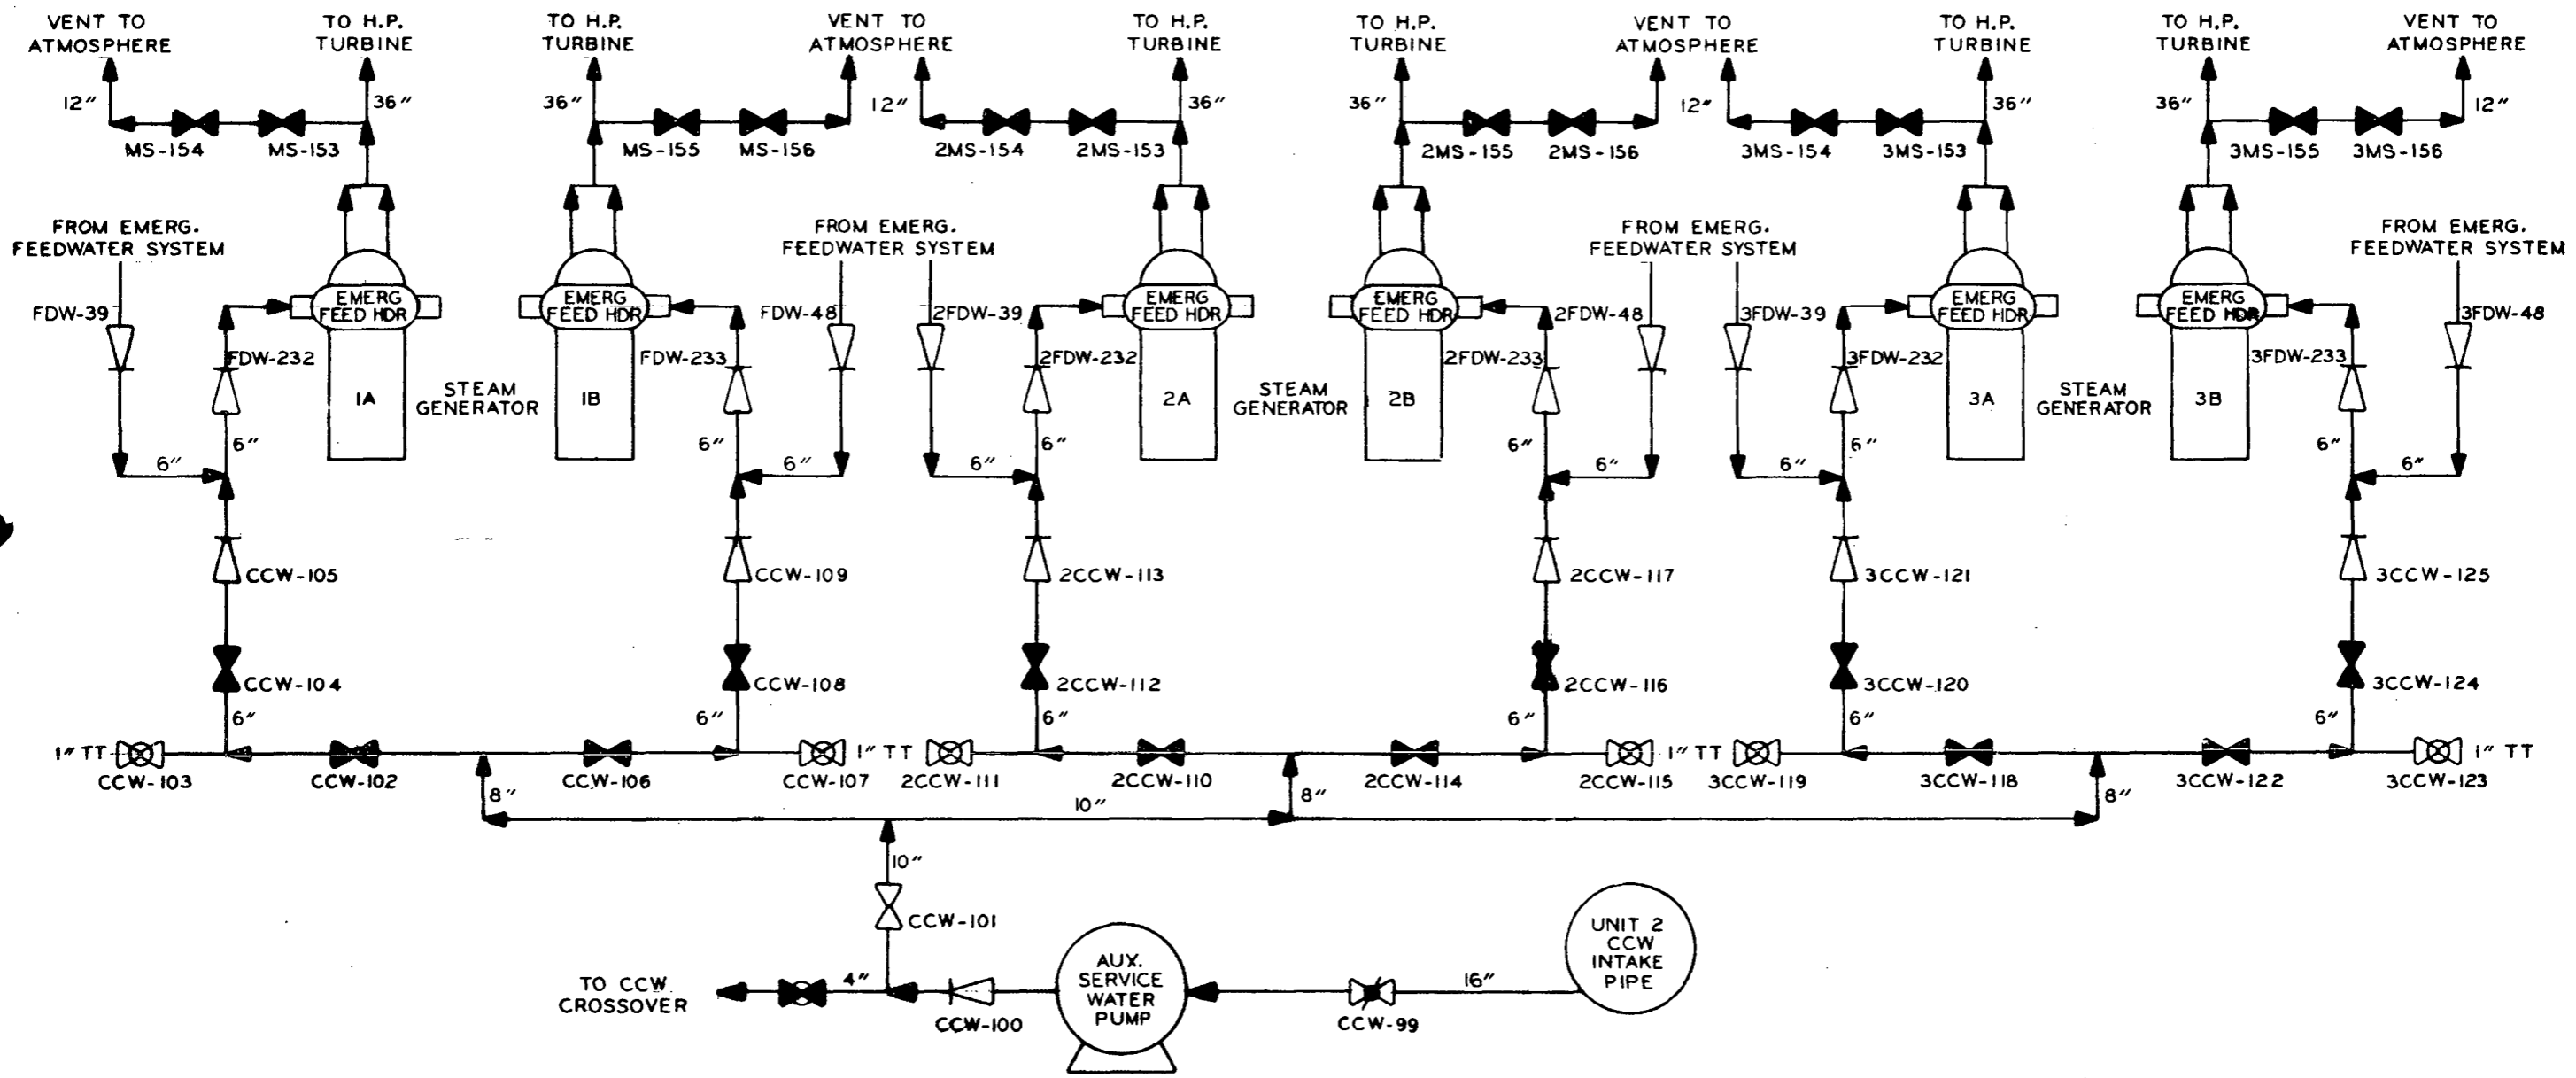 VENT TO
ATMOSPHERE
TO H.P.
TURBINE
TO H.P.
TURBINE
VENT TO
ATMOSPHERE
TO H.P.
TURBINE
TO H.P.
TURBINE
VENT TO
ATMOSPHERE
TO H.P.
TURBINE
TO H.P.
TURBINE
VENT TO
ATMOSPHERE
12"
36"
36"
12"
36"
36"
12"
36"
36"
12"
MS-154
MS-153
MS-155
MS-156
2MS-154
2MS-153
2MS-155
2MS-156
3MS-154
3MS-153
3MS-155
3MS-156
FROM EMERG.
FEEDWATER SYSTEM
FROM EMERG.
FEEDWATER SYSTEM
FROM EMERG.
FEEDWATER SYSTEM
FROM EMERG.
FEEDWATER SYSTEM
FDW-39
EMERG
FEED HDR
EMERG
FEED HDR
FDW-48
2FDW-39
EMERG
FEED HDR
EMERG
FEED HDR
2FDW-48
3FDW-39
EMERG
FEED HDR
EMERG
FEED HDR
3FDW-48
FDW-232
FDW-233
2FDW-232
2FDW-233
3FDW-232
3FDW-233
1A
STEAM
GENERATOR
1B
2A
STEAM
GENERATOR
2B
3A
STEAM
GENERATOR
3B
6"
6"
6"
6"
6"
6"
6"
6"
6"
6"
6"
6"
CCW-105
CCW-109
2CCW-113
2CCW-117
3CCW-121
3CCW-125
CCW-104
CCW-108
2CCW-112
2CCW-116
3CCW-120
3CCW-124
6"
6"
6"
6"
6"
6"
1" TT
1" TT
1" TT
1" TT
CCW-103
CCW-102
CCW-106
CCW-107
2CCW-111
2CCW-110
2CCW-114
2CCW-115
3CCW-119
3CCW-118
3CCW-122
3CCW-123
8"
10"
8"
8"
10"
CCW-101
TO CCW
CROSSOVER
4"
CCW-100
AUX.
SERVICE
WATER
PUMP
CCW-99
16"
UNIT 2
CCW
INTAKE
PIPE